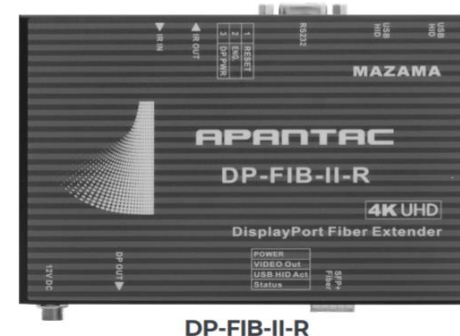 IR IN
IR OUT
1 RESET
2 ENG.
3 DP PWR
RS232
USB
HID
USB
HID
MAZAMA
APANTAC
DP-FIB-II-R
4K UHD
DisplayPort Fiber Extender
POWER
VIDEO Out
USB HID Act
Status
SFP+
Fiber
12V DC
DP OUT
DP-FIB-II-R